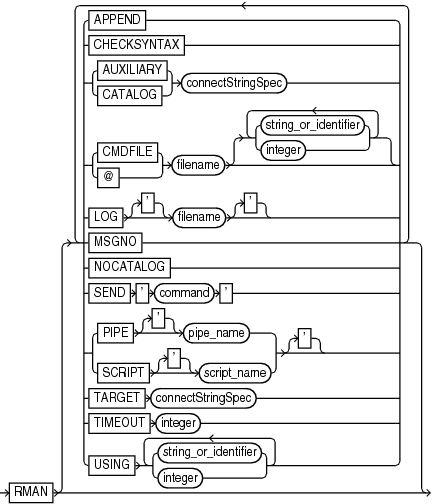 APPEND
CHECKSYNTAX
AUXILIARY
connectStringSpec
CATALOG
string_or_identifier
integer
CMDFILE
filename
@
LOG ' filename '
MSGNO
NOCATALOG
SEND ' command '
PIPE ' pipe_name '
SCRIPT ' script_name
TARGET connectStringSpec
TIMEOUT integer
string_or_identifier
USING integer
RMAN